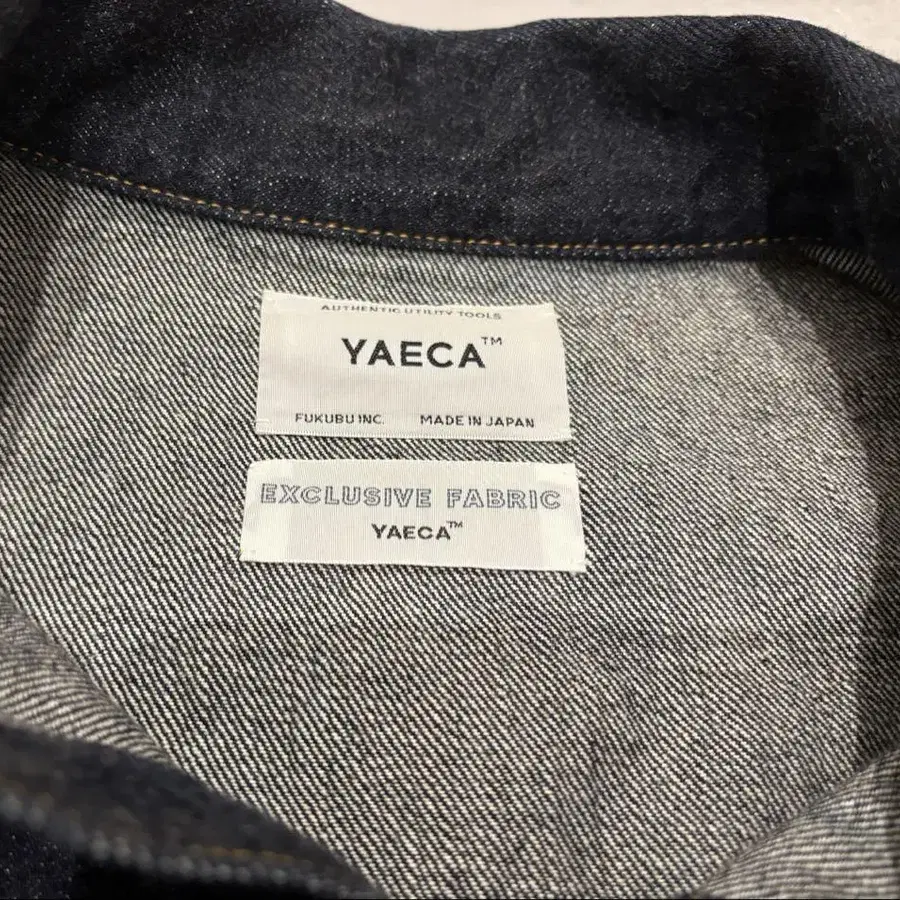 AUTHENTIC UTILITY TOOLS
YAECA™
FUKUBU INC. MADE IN JAPAN
EXCLUSIVE FABRIC
YAECA™